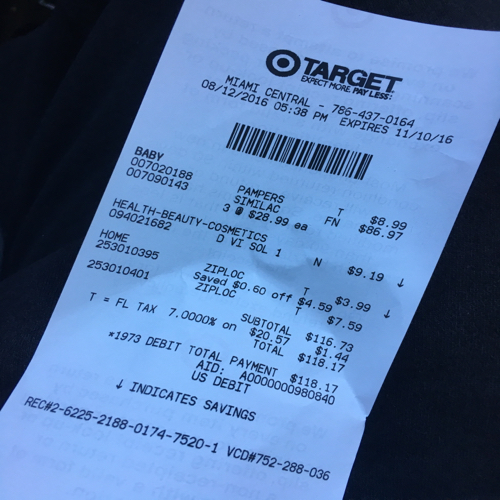 TARGET
EXPECT MORE. PAY LESS.
MIAMI CENTRAL - 786-437-0164
08/12/2016 05:38 PM EXPIRES 11/10/16
BABY
007020188 PAMPERS T $8.99
007090143 SIMILAC FN $86.97
3 @ $28.99 ea
HEALTH-BEAUTY-COSMETICS
094021682 D VI SOL 1 N $9.19 ↓
HOME
253010395 ZIPLOC T $3.99 ↓
Saved $0.60 off $4.59
253010401 ZIPLOC T $7.59
SUBTOTAL $116.73
T = FL TAX 7.0000% on $20.57 $1.44
TOTAL $118.17
*1973 DEBIT TOTAL PAYMENT $118.17
AID: A0000000980840
US DEBIT
↓ INDICATES SAVINGS
REC#2-6225-2188-0174-7520-1 VCD#752-288-036